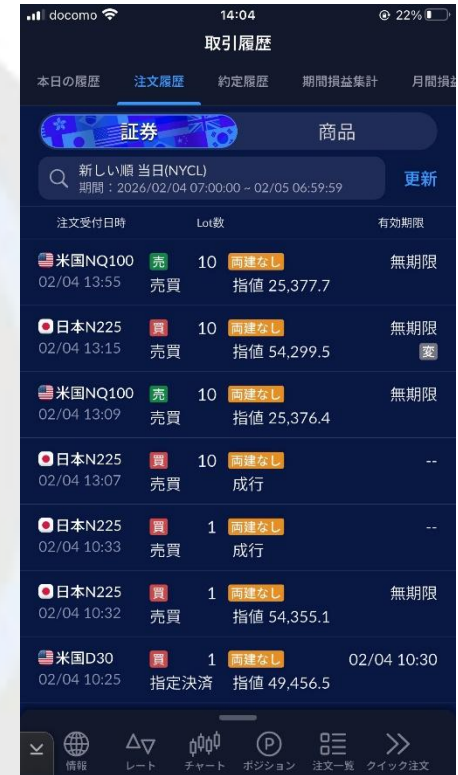 docomo 14:04 22%
取引履歴
本日の履歴 注文履歴 約定履歴 期間損益集計 月間損益
証券 商品
新しい順 当日(NYCL)
期間：2026/02/04 07:00:00 ~ 02/05 06:59:59
更新
注文受付日時 Lot数 有効期限
米国NQ100 売 10 両建なし 無期限
02/04 13:55 売買 指値 25,377.7
日本N225 買 10 両建なし 無期限
02/04 13:15 売買 指値 54,299.5 変
米国NQ100 売 10 両建なし 無期限
02/04 13:09 売買 指値 25,376.4
日本N225 買 10 両建なし --
02/04 13:07 売買 成行
日本N225 買 1 両建なし --
02/04 10:33 売買 成行
日本N225 買 1 両建なし 無期限
02/04 10:32 売買 指値 54,355.1
米国D30 買 1 両建なし 02/04 10:30
02/04 10:25 指定決済 指値 49,456.5
情報 レート チャート ポジション 注文一覧 クイック注文